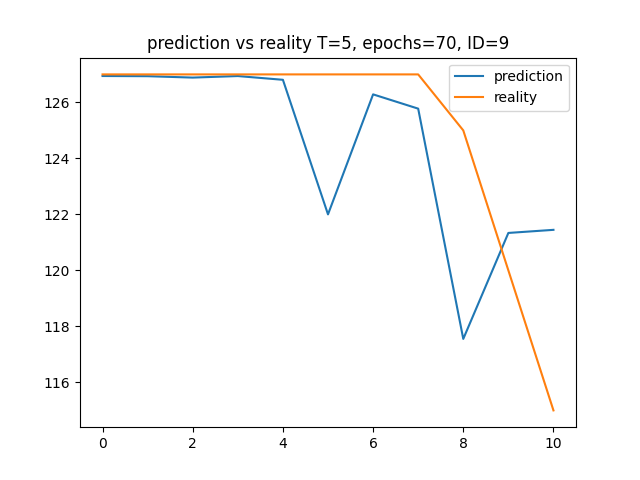 prediction vs reality T=5, epochs=70, ID=9
prediction
reality
126
124
122
120
118
116
0 2 4 6 8 10